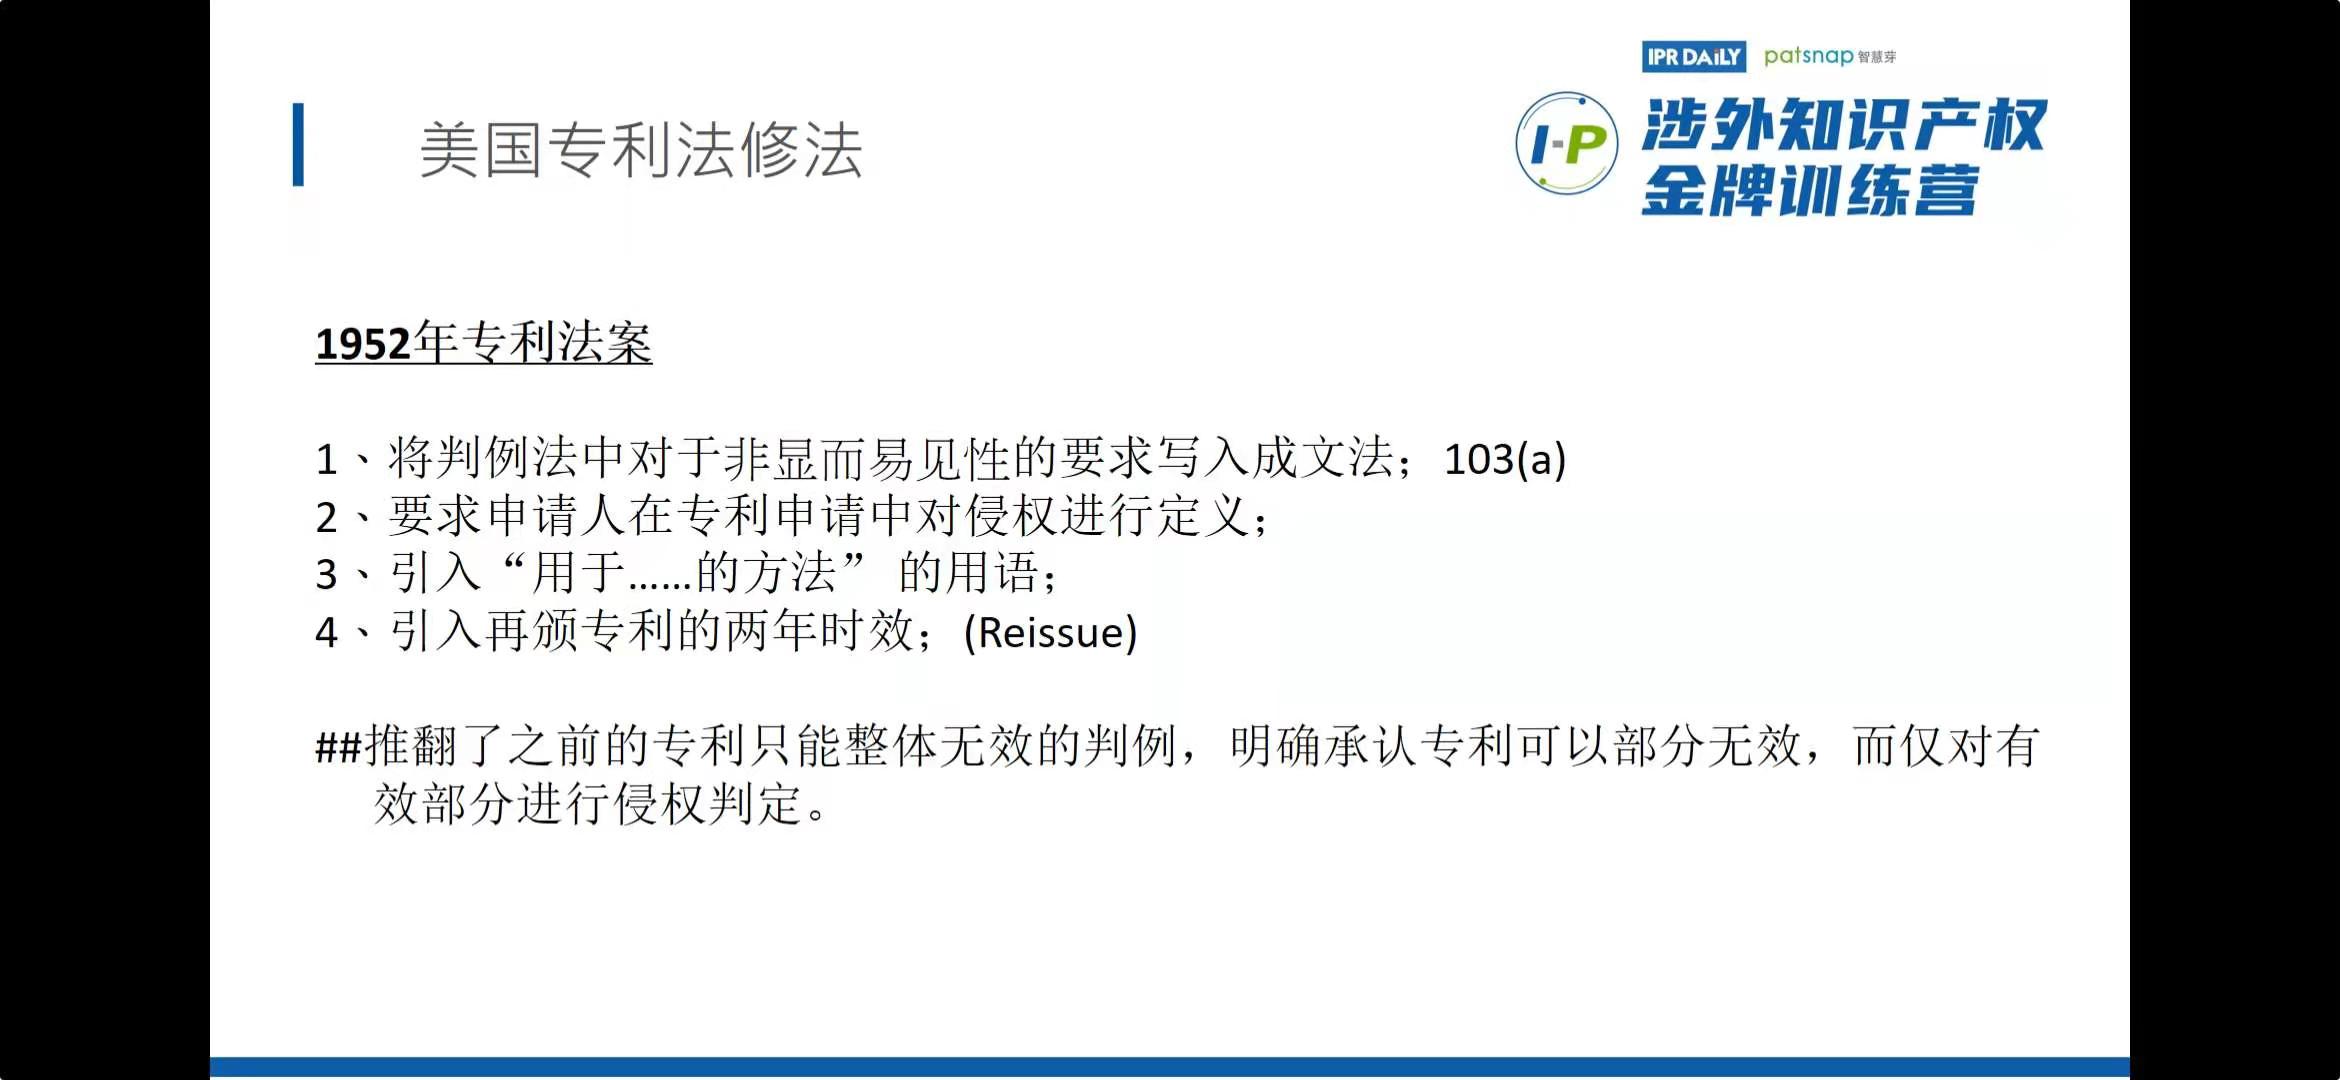 IPR DAILY patsnap 智慧芽
I-P 涉外知识产权
金牌训练营
美国专利法修法
1952年专利法案
1、将判例法中对于非显而易见性的要求写入成文法；103(a)
2、要求申请人在专利申请中对侵权进行定义；
3、引入“用于……的方法” 的用语；
4、引入再颁专利的两年时效；(Reissue)
##推翻了之前的专利只能整体无效的判例，明确承认专利可以部分无效，而仅对有
效部分进行侵权判定。